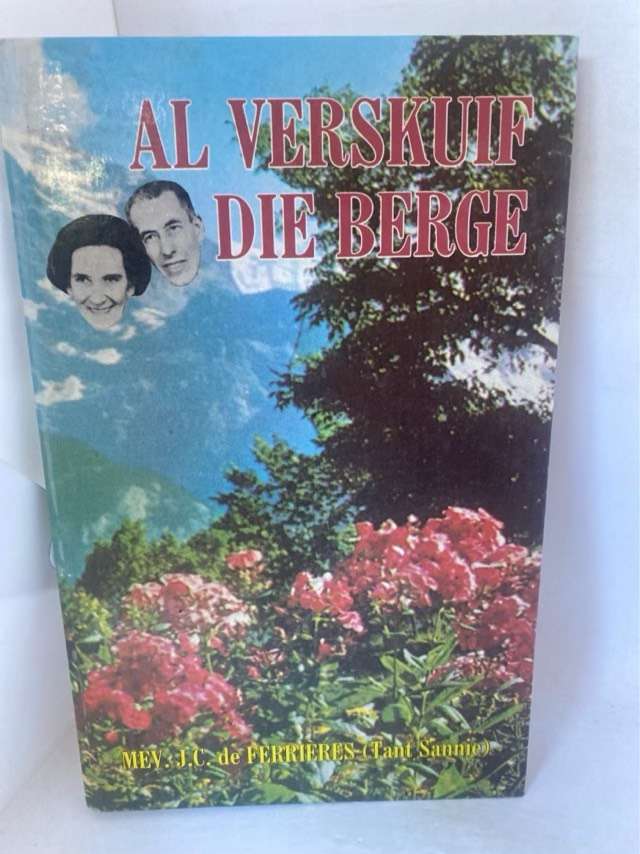 AL VERSKUIF
DIE BERGE
MEV. J.C. de FERRIERES (Tant Sannie)